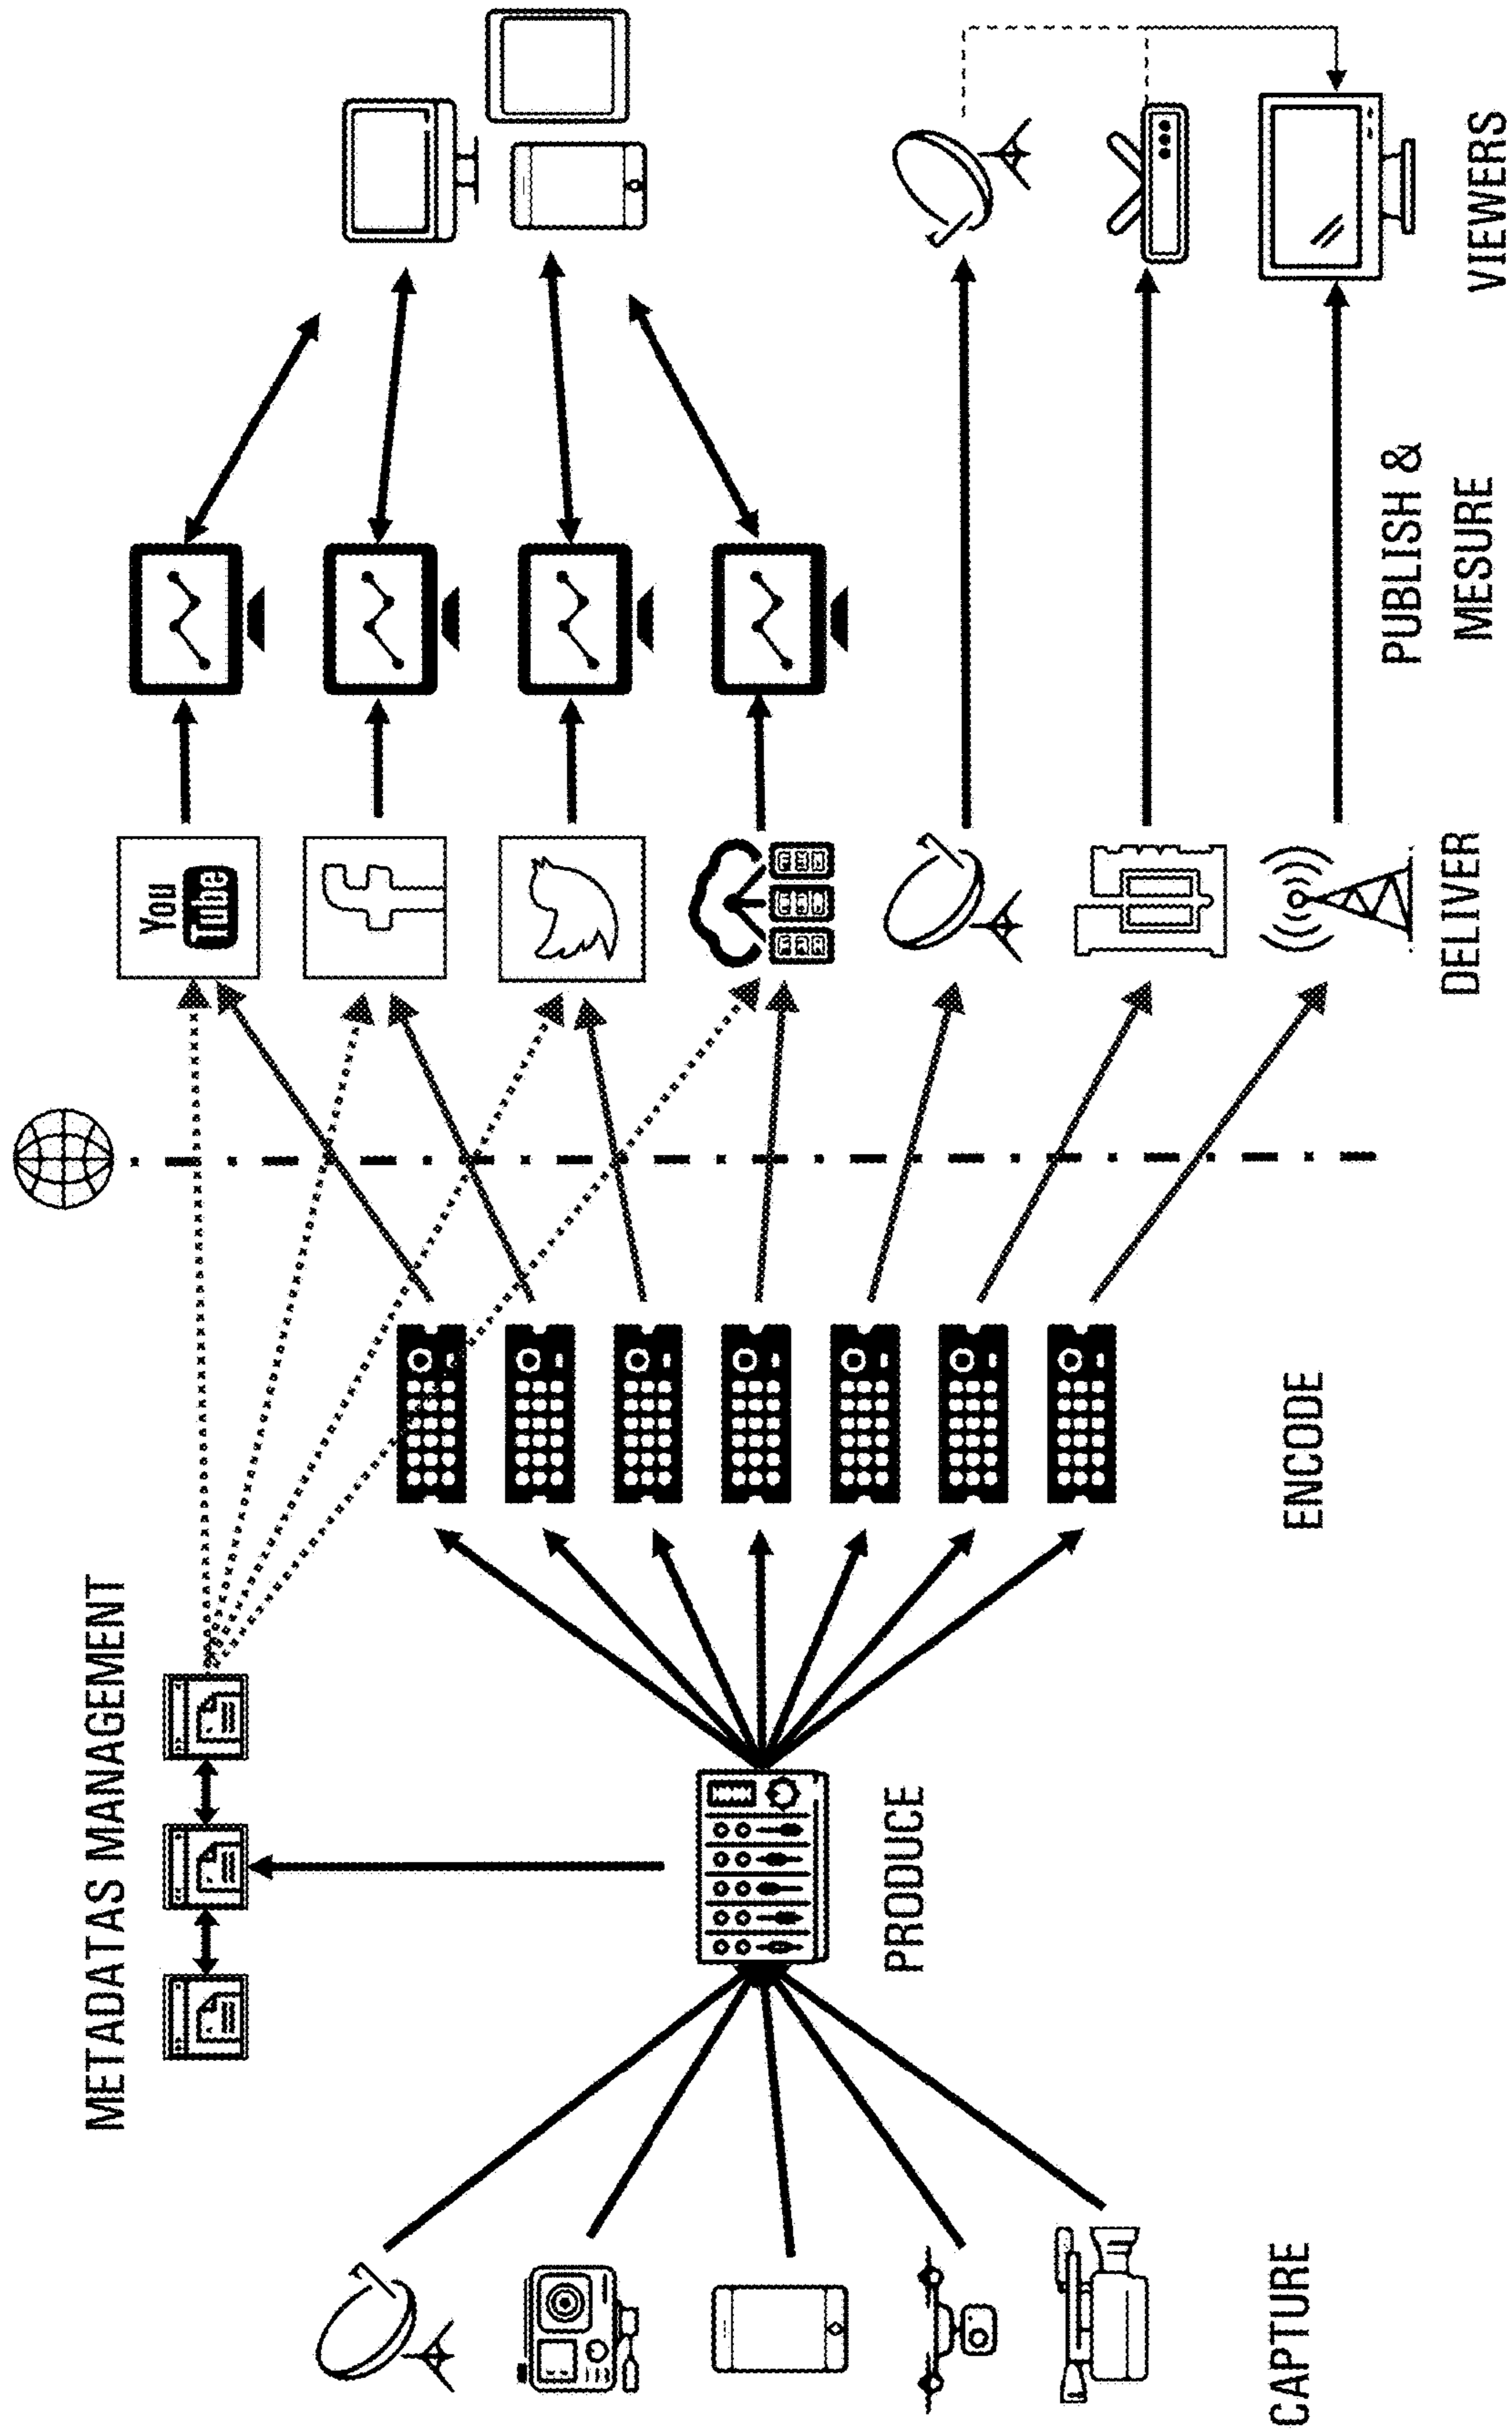 METADATAS MANAGEMENT
You
Tube
CAPTURE
PRODUCE
ENCODE
DELIVER
PUBLISH &
MESURE
VIEWERS